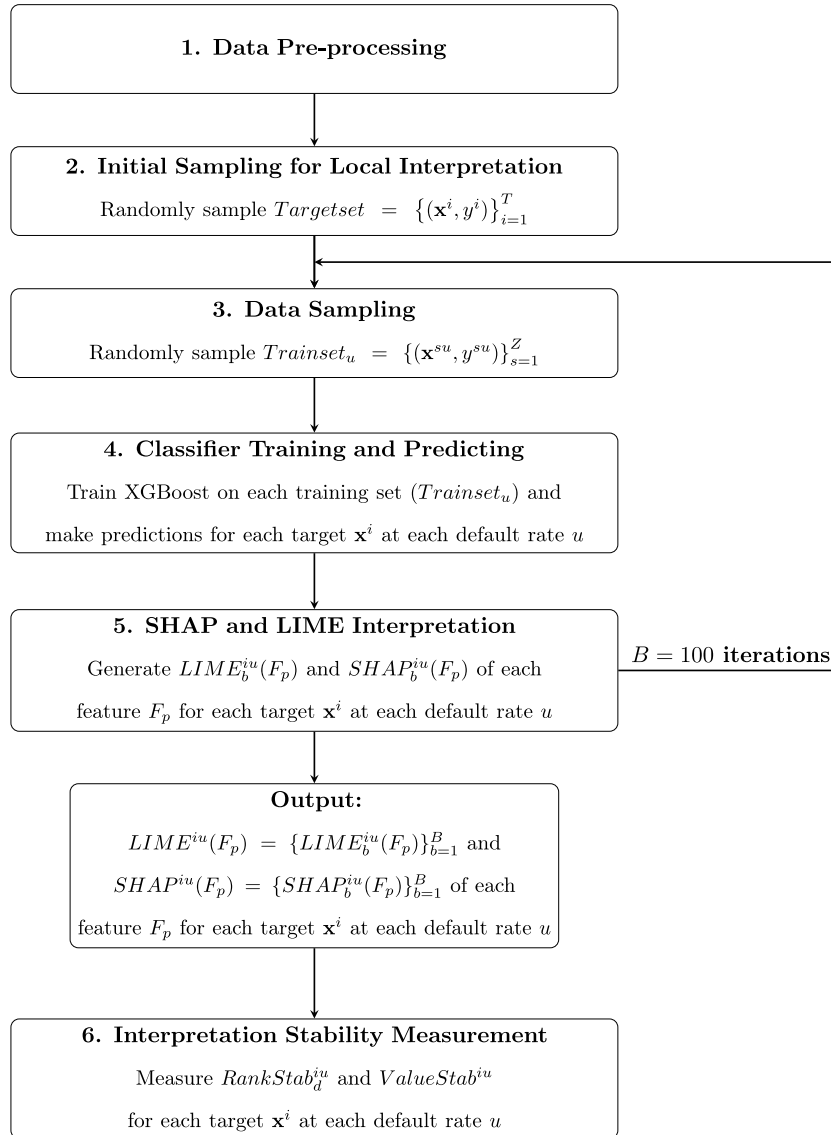 1. Data Pre-processing
2. Initial Sampling for Local Interpretation
Randomly sample $Targetset = \{(\mathbf{x}^i, y^i)\}_{i=1}^T$
3. Data Sampling
Randomly sample $Trainset_u = \{(\mathbf{x}^{su}, y^{su})\}_{s=1}^Z$
4. Classifier Training and Predicting
Train XGBoost on each training set ($Trainset_u$) and
make predictions for each target $\mathbf{x}^i$ at each default rate $u$
5. SHAP and LIME Interpretation
Generate $LIME_b^{iu}(F_p)$ and $SHAP_b^{iu}(F_p)$ of each
feature $F_p$ for each target $\mathbf{x}^i$ at each default rate $u$
$B = 100$ iterations
Output:
$LIME^{iu}(F_p) = \{LIME_b^{iu}(F_p)\}_{b=1}^B$ and
$SHAP^{iu}(F_p) = \{SHAP_b^{iu}(F_p)\}_{b=1}^B$ of each
feature $F_p$ for each target $\mathbf{x}^i$ at each default rate $u$
6. Interpretation Stability Measurement
Measure $RankStab_d^{iu}$ and $ValueStab^{iu}$
for each target $\mathbf{x}^i$ at each default rate $u$